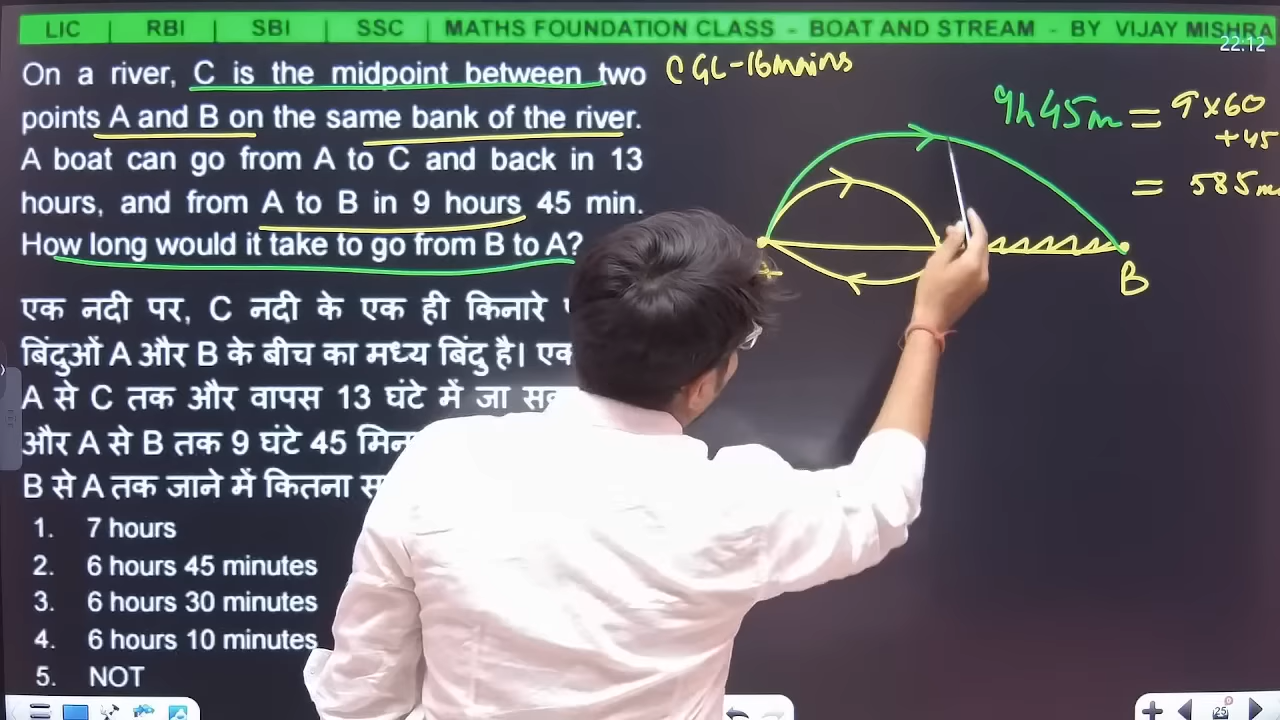 LIC | RBI | SBI | SSC | MATHS FOUNDATION CLASS - BOAT AND STREAM - BY VIJAY MISHRA
22:12
On a river, C is the midpoint between two
points A and B on the same bank of the river.
A boat can go from A to C and back in 13
hours, and from A to B in 9 hours 45 min.
How long would it take to go from B to A?
CGL-16mains
9h45m = 9x60
+45
= 585m
B
एक नदी पर, C नदी के एक ही किनारे
बिंदुओं A और B के बीच का मध्य बिंदु है।
A से C तक और वापस 13 घंटे में जा
और A से B तक 9 घंटे 45
B से A तक जाने में कितना
1. 7 hours
2. 6 hours 45 minutes
3. 6 hours 30 minutes
4. 6 hours 10 minutes
5. NOT
25